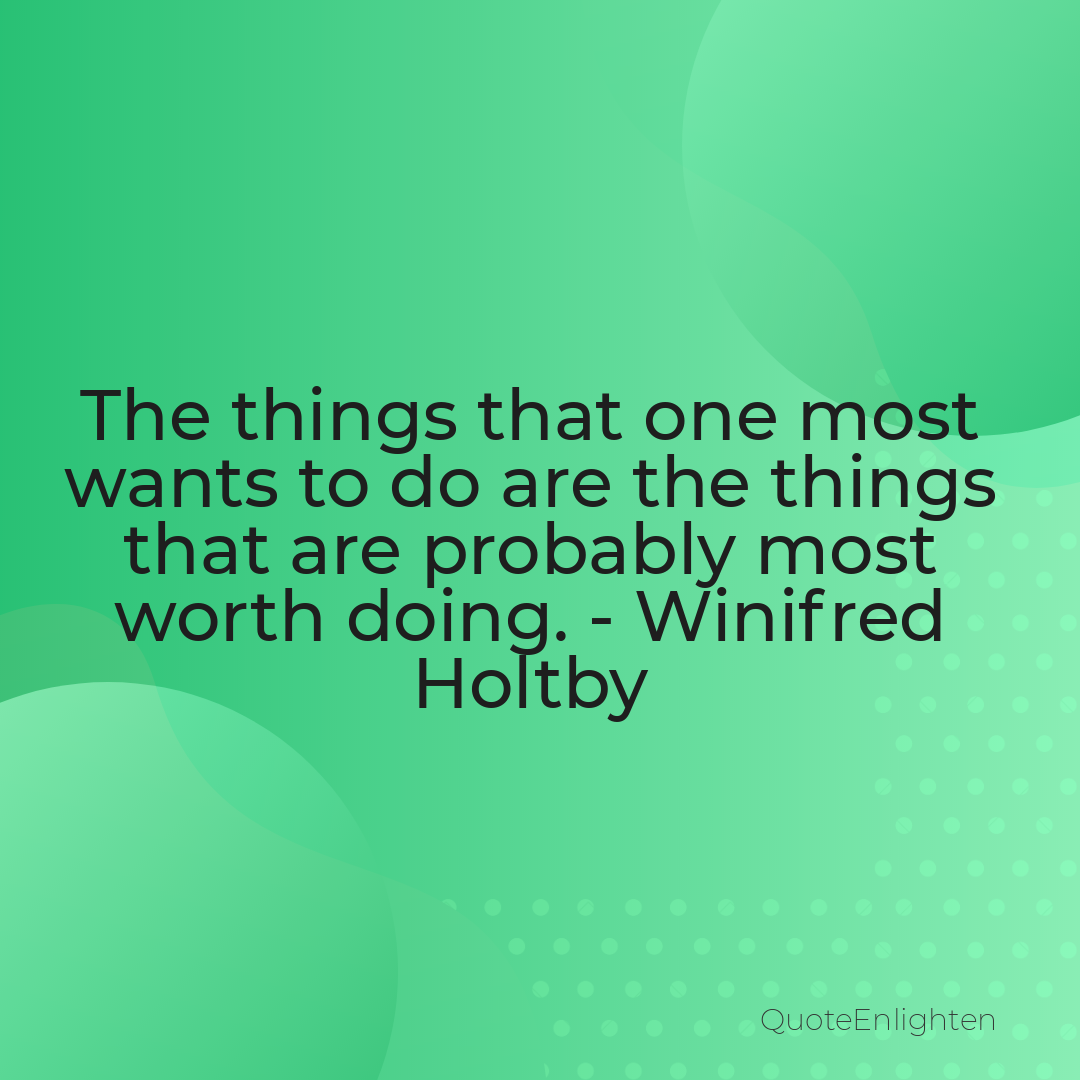 The things that one most
wants to do are the things
that are probably most
worth doing. - Winifred
Holtby
QuoteEnlighten